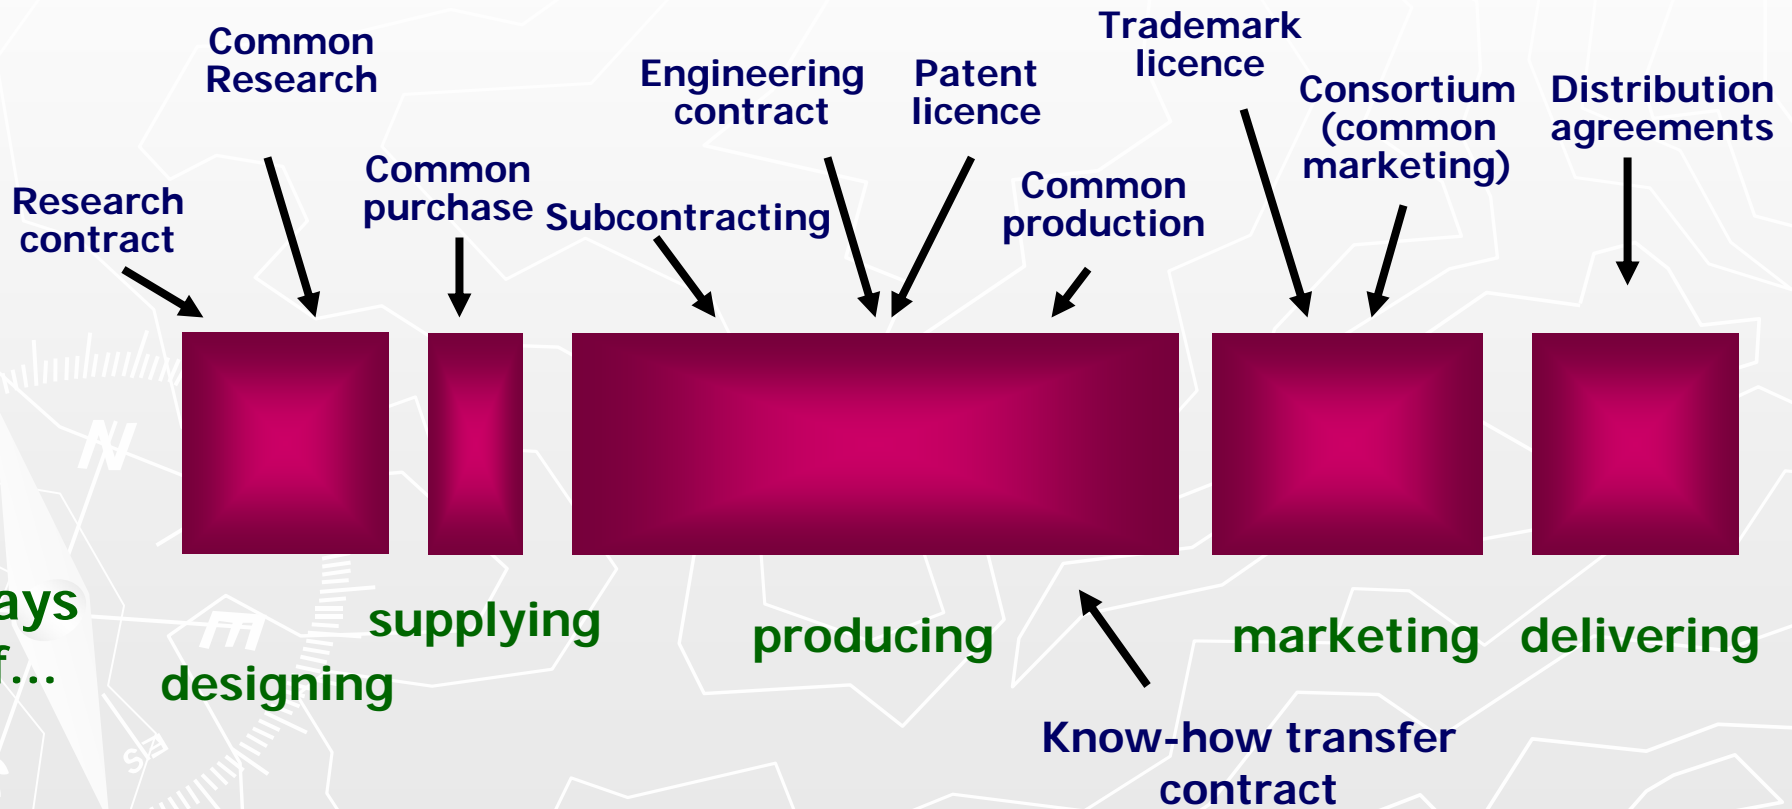 Common
Research
Research
contract
Common
purchase
Subcontracting
Engineering
contract
Patent
licence
Common
production
Trademark
licence
Consortium
(common
marketing)
Distribution
agreements
N
E
SE
ays
f...
designing
supplying
producing
marketing
delivering
Know-how transfer
contract